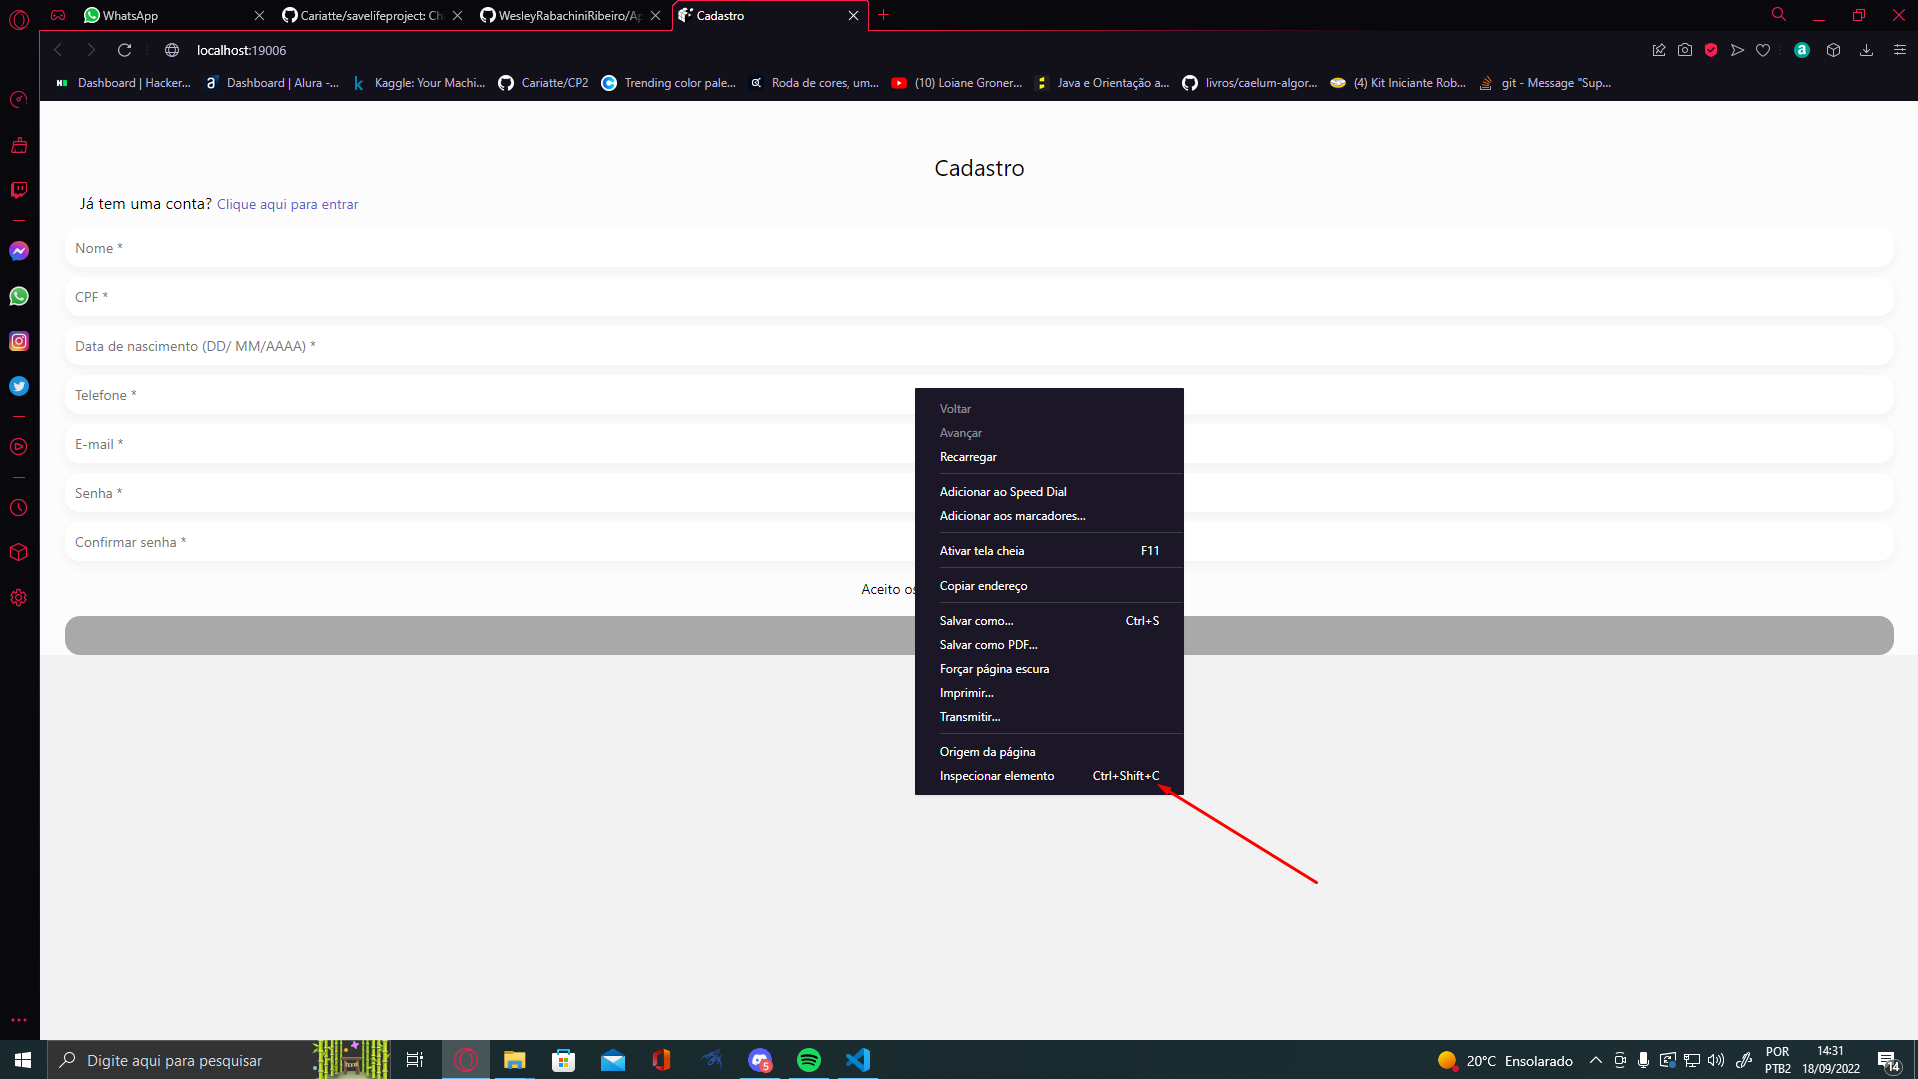 WhatsApp
Cariatte/savelifeproject: Ch
WesleyRabachiniRibeiro/Ap
Cadastro
localhost:19006
Dashboard | Hacker...
Dashboard | Alura -...
Kaggle: Your Machi...
Cariatte/CP2
Trending color pale...
Roda de cores, um...
(10) Loiane Groner...
Java e Orientação a...
livros/caelum-algor...
(4) Kit Iniciante Rob...
git - Message "Sup...
Cadastro
Já tem uma conta? Clique aqui para entrar
Nome *
CPF *
Data de nascimento (DD/ MM/AAAA) *
Telefone *
E-mail *
Senha *
Confirmar senha *
Aceito os
Voltar
Avançar
Recarregar
Adicionar ao Speed Dial
Adicionar aos marcadores...
Ativar tela cheia F11
Copiar endereço
Salvar como... Ctrl+S
Salvar como PDF...
Forçar página escura
Imprimir...
Transmitir...
Origem da página
Inspecionar elemento Ctrl+Shift+C
Digite aqui para pesquisar
5
20°C Ensolarado
POR
PTB2
14:31
18/09/2022
14